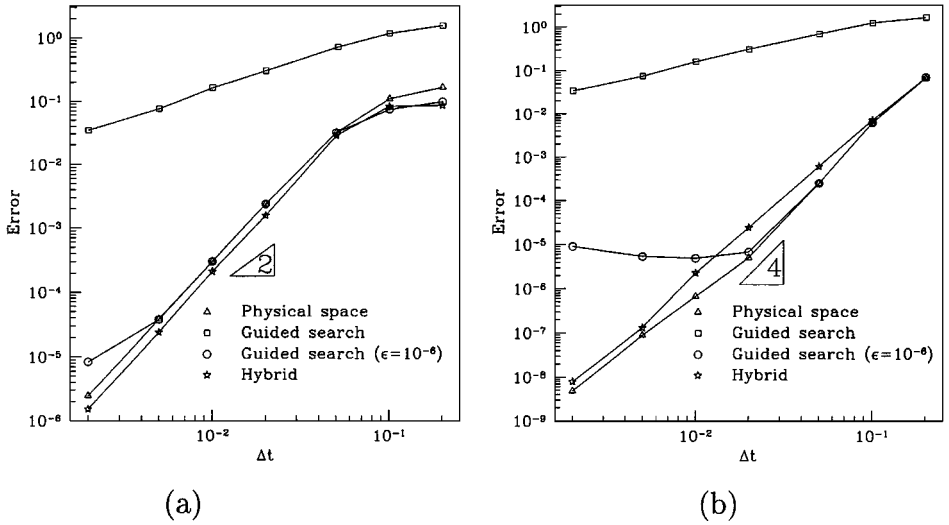 10⁰
10⁻¹
10⁻²
10⁻³
10⁻⁴
10⁻⁵
10⁻⁶
Error
2
Physical space
Guided search
Guided search (ϵ=10⁻⁶)
Hybrid
10⁻² 10⁻¹
Δt
(a)
10⁰
10⁻¹
10⁻²
10⁻³
10⁻⁴
10⁻⁵
10⁻⁶
10⁻⁷
10⁻⁸
10⁻⁹
Error
4
Physical space
Guided search
Guided search (ϵ=10⁻⁶)
Hybrid
10⁻² 10⁻¹
Δt
(b)